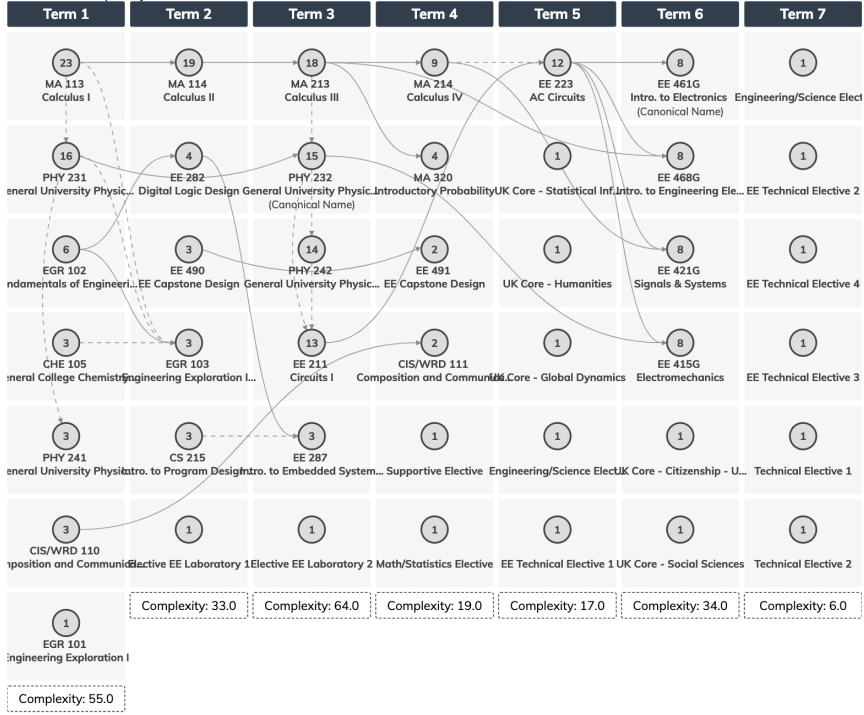 Term 1
Term 2
Term 3
Term 4
Term 5
Term 6
Term 7
23
MA 113
Calculus I
19
MA 114
Calculus II
18
MA 213
Calculus III
9
MA 214
Calculus IV
12
EE 223
AC Circuits
8
EE 461G
Intro. to Electronics
(Canonical Name)
1
Engineering/Science Elect
16
PHY 231
eneral University Physic...
4
EE 282
Digital Logic Design
15
PHY 232
General University Physic...
(Canonical Name)
4
MA 320
Introductory Probability
1
UK Core - Statistical Inf...
8
EE 468G
Intro. to Engineering Ele...
1
EE Technical Elective 2
6
EGR 102
ndamentals of Engineeri...
3
EE 490
EE Capstone Design
14
PHY 242
General University Physic...
2
EE 491
EE Capstone Design
1
UK Core - Humanities
8
EE 421G
Signals & Systems
1
EE Technical Elective 4
3
CHE 105
eneral College Chemistry
3
EGR 103
Engineering Exploration I...
13
EE 211
Circuits I
2
CIS/WRD 111
Composition and Communic...
1
UK Core - Global Dynamics
8
EE 415G
Electromechanics
1
EE Technical Elective 3
3
PHY 241
eneral University Physic...
3
CS 215
Intro. to Program Design...
3
EE 287
Intro. to Embedded System...
1
Supportive Elective
1
Engineering/Science Elect...
1
UK Core - Citizenship - U...
1
Technical Elective 1
3
CIS/WRD 110
mposition and Communic...
1
Elective EE Laboratory 1
1
Elective EE Laboratory 2
1
Math/Statistics Elective
1
EE Technical Elective 1
1
UK Core - Social Sciences
1
Technical Elective 2
1
EGR 101
Engineering Exploration I
Complexity: 33.0
Complexity: 64.0
Complexity: 19.0
Complexity: 17.0
Complexity: 34.0
Complexity: 6.0
Complexity: 55.0